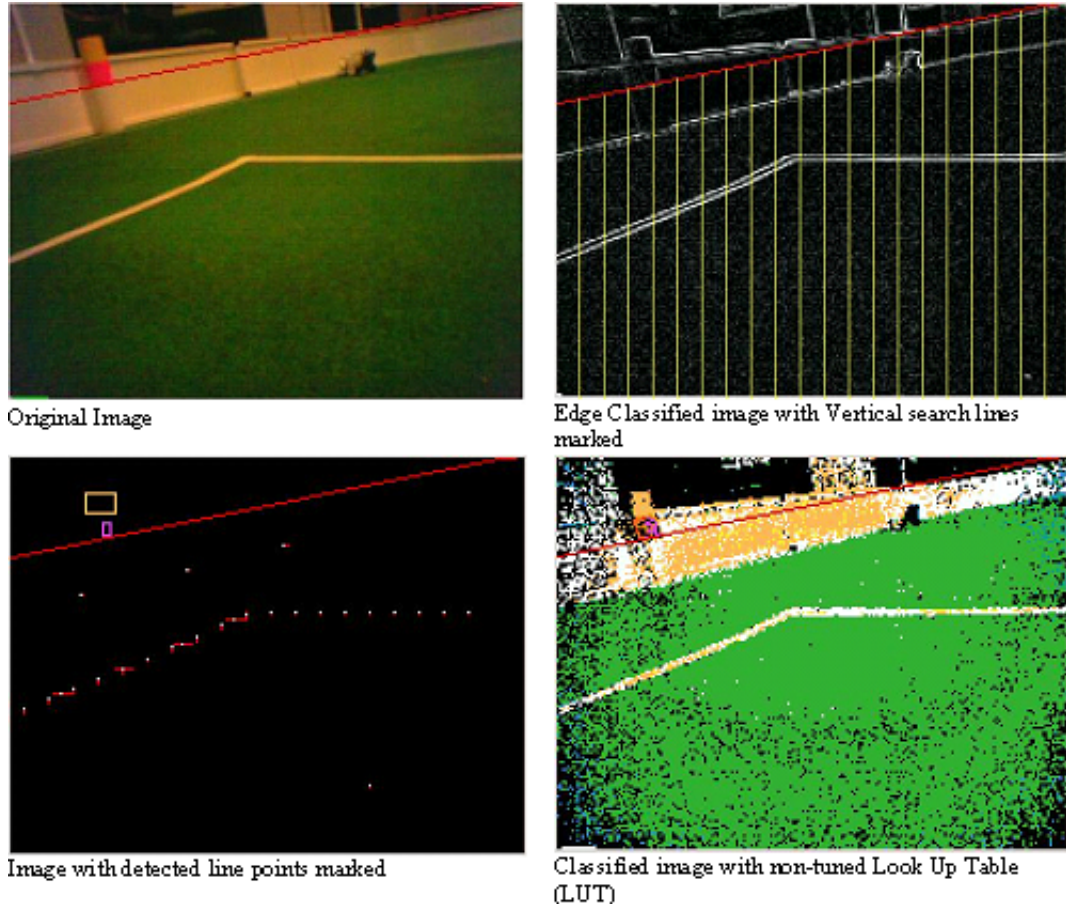 Original Image
Edge Classified image with Vertical search lines
marked
Image with detected line points marked
Classified image with non-tuned Look Up Table
(LUT)